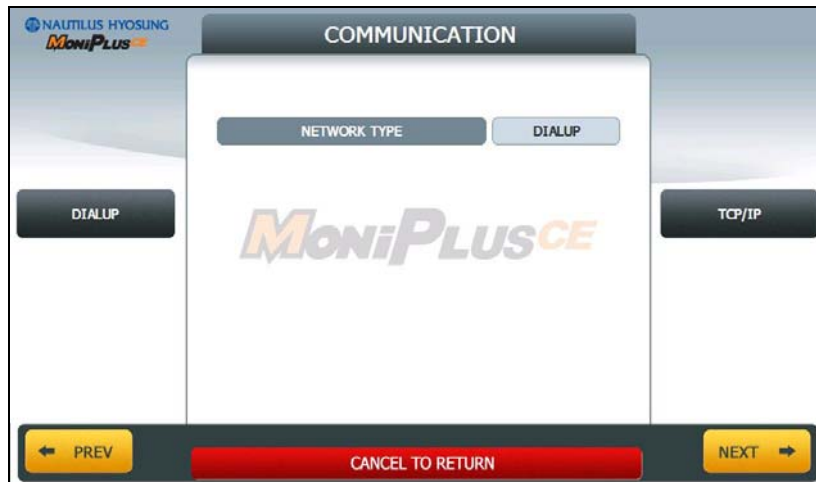 NAUTILUS HYOSUNG
MONIPLUSCE
COMMUNICATION
NETWORK TYPE DIALUP
DIALUP
TCP/IP
MONIPLUSCE
PREV
CANCEL TO RETURN
NEXT